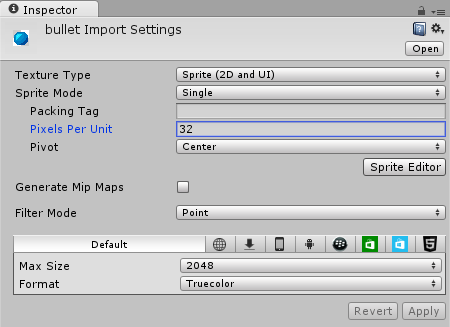 Inspector
bullet Import Settings
Open
Texture Type Sprite (2D and UI)
Sprite Mode Single
Packing Tag
Pixels Per Unit 32
Pivot Center
Sprite Editor
Generate Mip Maps
Filter Mode Point
Default
Max Size 2048
Format Truecolor
Revert Apply